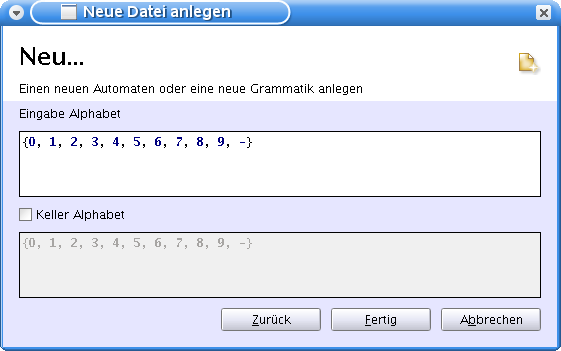 Neue Datei anlegen
Neu...
Einen neuen Automaten oder eine neue Grammatik anlegen
Eingabe Alphabet
{0, 1, 2, 3, 4, 5, 6, 7, 8, 9, -}
Keller Alphabet
{0, 1, 2, 3, 4, 5, 6, 7, 8, 9, -}
Zurück Fertig Abbrechen